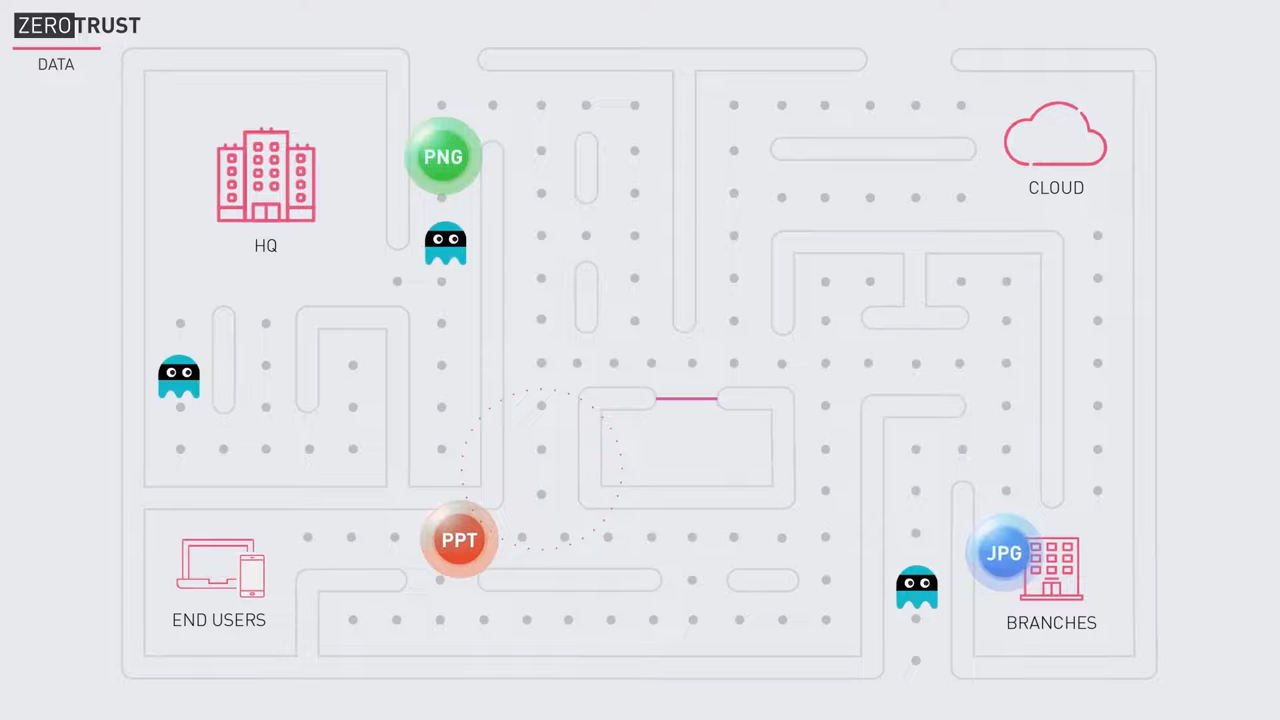 ZEROTRUST
DATA
PNG
CLOUD
HQ
PPT
JPG
END USERS
BRANCHES